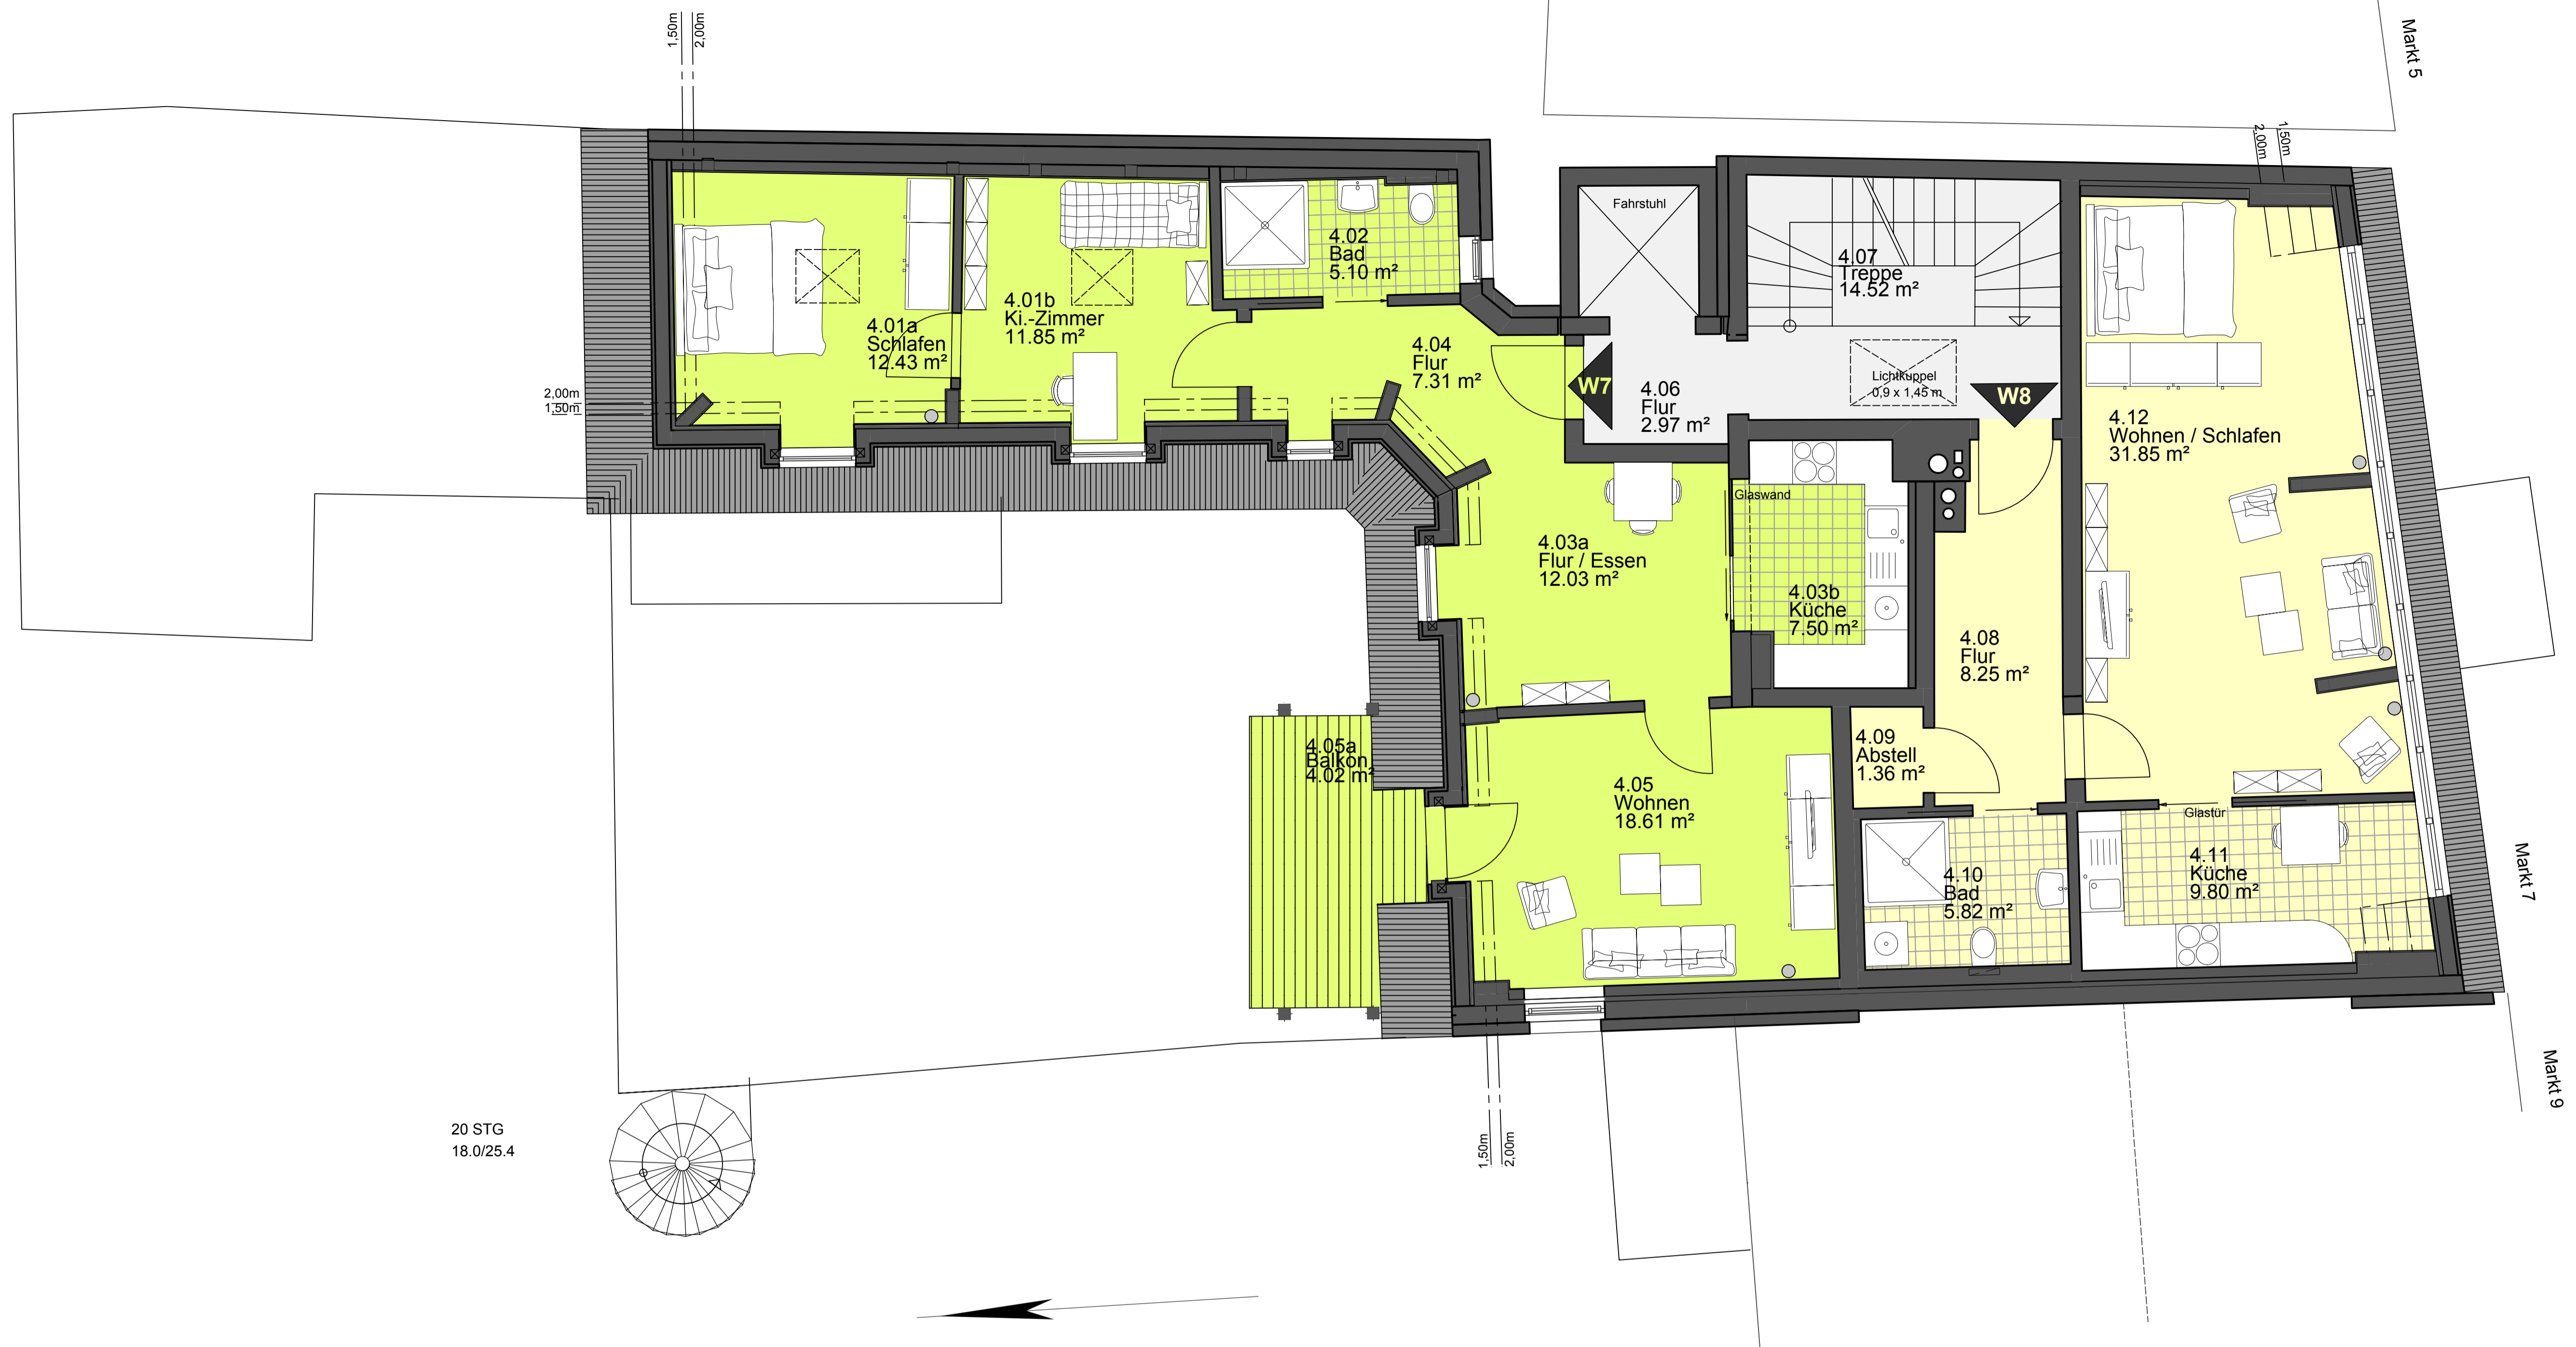 1,50m
2,00m
Markt 5
2,00m
1,50m
Fahrstuhl
4.02
Bad
5.10 m²
4.07
Treppe
14.52 m²
4.01b
Ki.-Zimmer
11.85 m²
4.01a
Schlafen
12.43 m²
4.04
Flur
7.31 m²
W7
4.06
Flur
2.97 m²
Lichtkuppel
0,9 x 1,45 m
W8
2,00m
1,50m
4.12
Wohnen / Schlafen
31.85 m²
Glaswand
4.03a
Flur / Essen
12.03 m²
4.03b
Küche
7.50 m²
4.08
Flur
8.25 m²
4.05a
Balkon
4.02 m²
4.09
Abstell
1.36 m²
4.05
Wohnen
18.61 m²
Glastür
4.10
Bad
5.82 m²
4.11
Küche
9.80 m²
Markt 7
Markt 9
20 STG
18.0/25.4
1,50m
2,00m